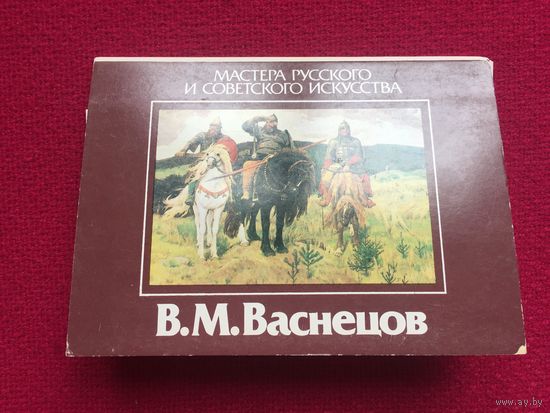 МАСТЕРА РУССКОГО
И СОВЕТСКОГО ИСКУССТВА
В.М.Васнецов
www.ay.by